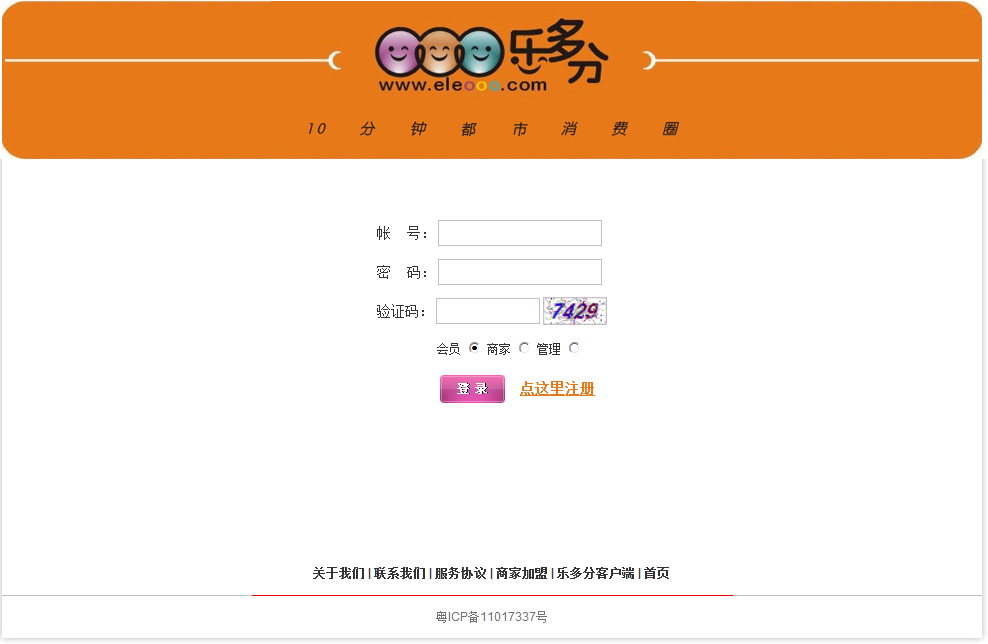 乐多分
www.eleooo.com
10 分 钟 都 市 消 费 圈
帐 号：
密 码：
验证码： 7429
会员 商家 管理
登 录 点这里注册
关于我们 | 联系我们 | 服务协议 | 商家加盟 | 乐多分客户端 | 首页
粤ICP备11017337号